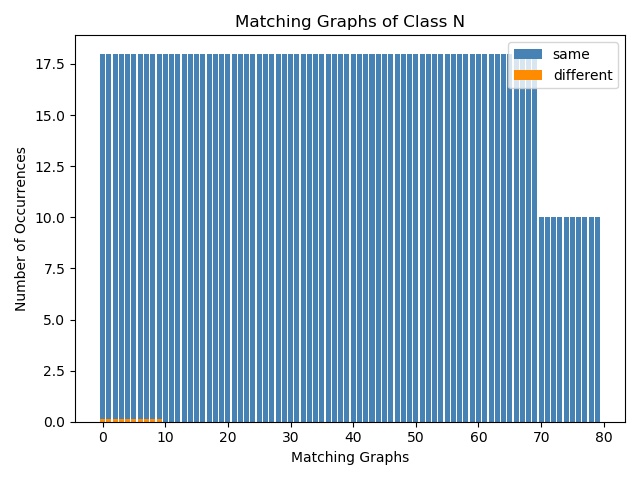 Matching Graphs of Class N
same
different
Number of Occurrences
17.5
15.0
12.5
10.0
7.5
5.0
2.5
0.0
0 10 20 30 40 50 60 70 80
Matching Graphs